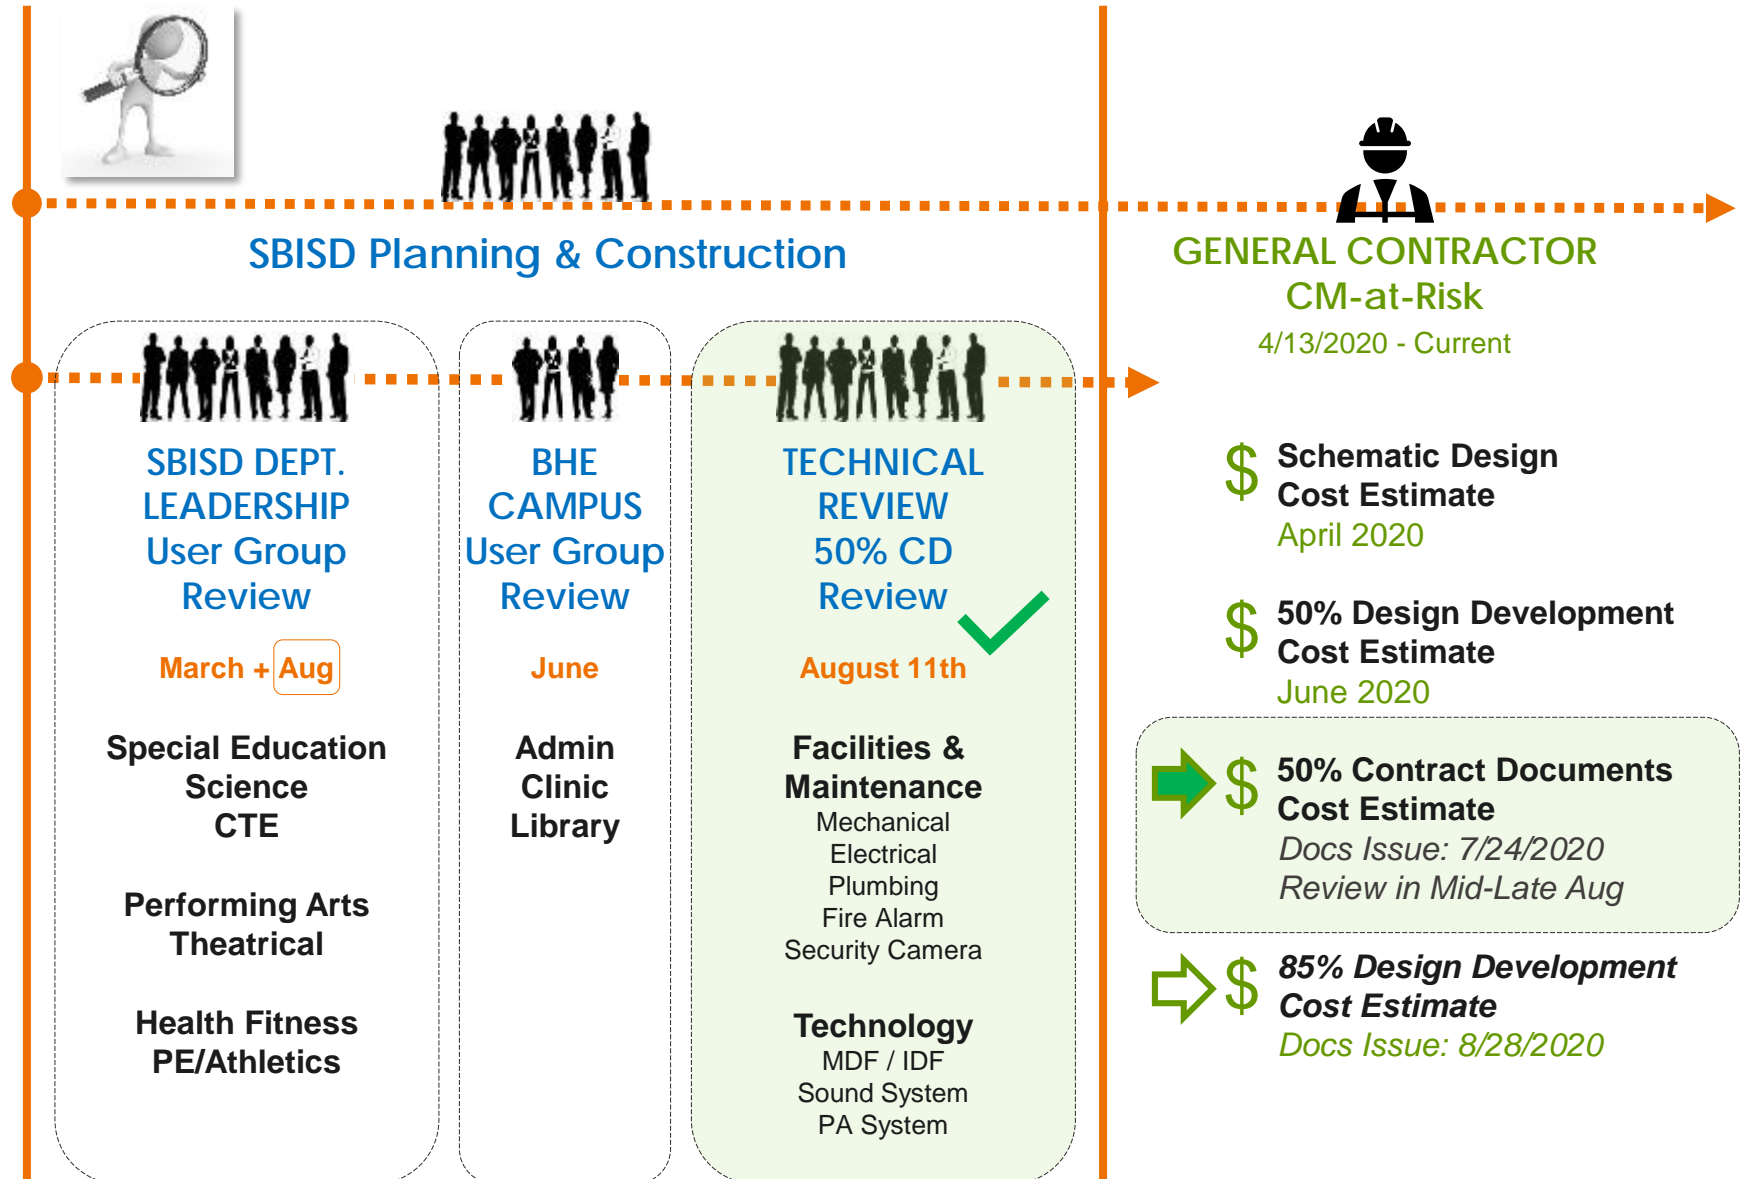 SBISD Planning & Construction
SBISD DEPT.
LEADERSHIP
User Group
Review
March + Aug
Special Education
Science
CTE
Performing Arts
Theatrical
Health Fitness
PE/Athletics
BHE
CAMPUS
User Group
Review
June
Admin
Clinic
Library
TECHNICAL
REVIEW
50% CD
Review
August 11th
Facilities &
Maintenance
Mechanical
Electrical
Plumbing
Fire Alarm
Security Camera
Technology
MDF / IDF
Sound System
PA System
GENERAL CONTRACTOR
CM-at-Risk
4/13/2020 - Current
$ Schematic Design
Cost Estimate
April 2020
$ 50% Design Development
Cost Estimate
June 2020
$ 50% Contract Documents
Cost Estimate
Docs Issue: 7/24/2020
Review in Mid-Late Aug
$ 85% Design Development
Cost Estimate
Docs Issue: 8/28/2020